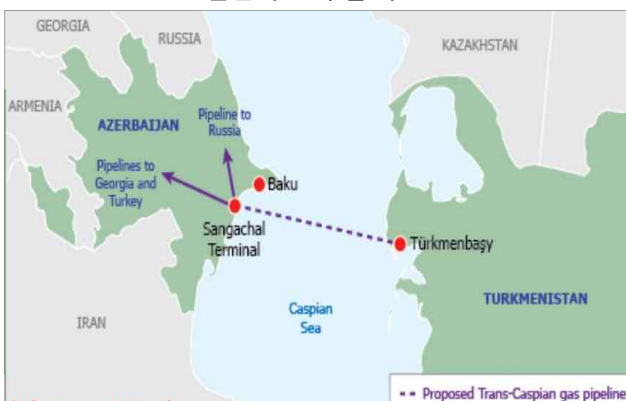 GEORGIA
RUSSIA
KAZAKHSTAN
ARMENIA
AZERBAIJAN
Pipeline to
Russia
Pipelines to
Georgia and
Turkey
Baku
Sangachal
Terminal
Türkmenbaşy
Caspian
Sea
TURKMENISTAN
IRAN
Proposed Trans-Caspian gas pipeline